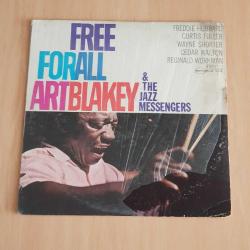 FREE
FOR ALL
ART BLAKEY
& THE JAZZ MESSENGERS
FREDDIE HUBBARD
CURTIS FULLER
WAYNE SHORTER
CEDAR WALTON
REGINALD WORKMAN